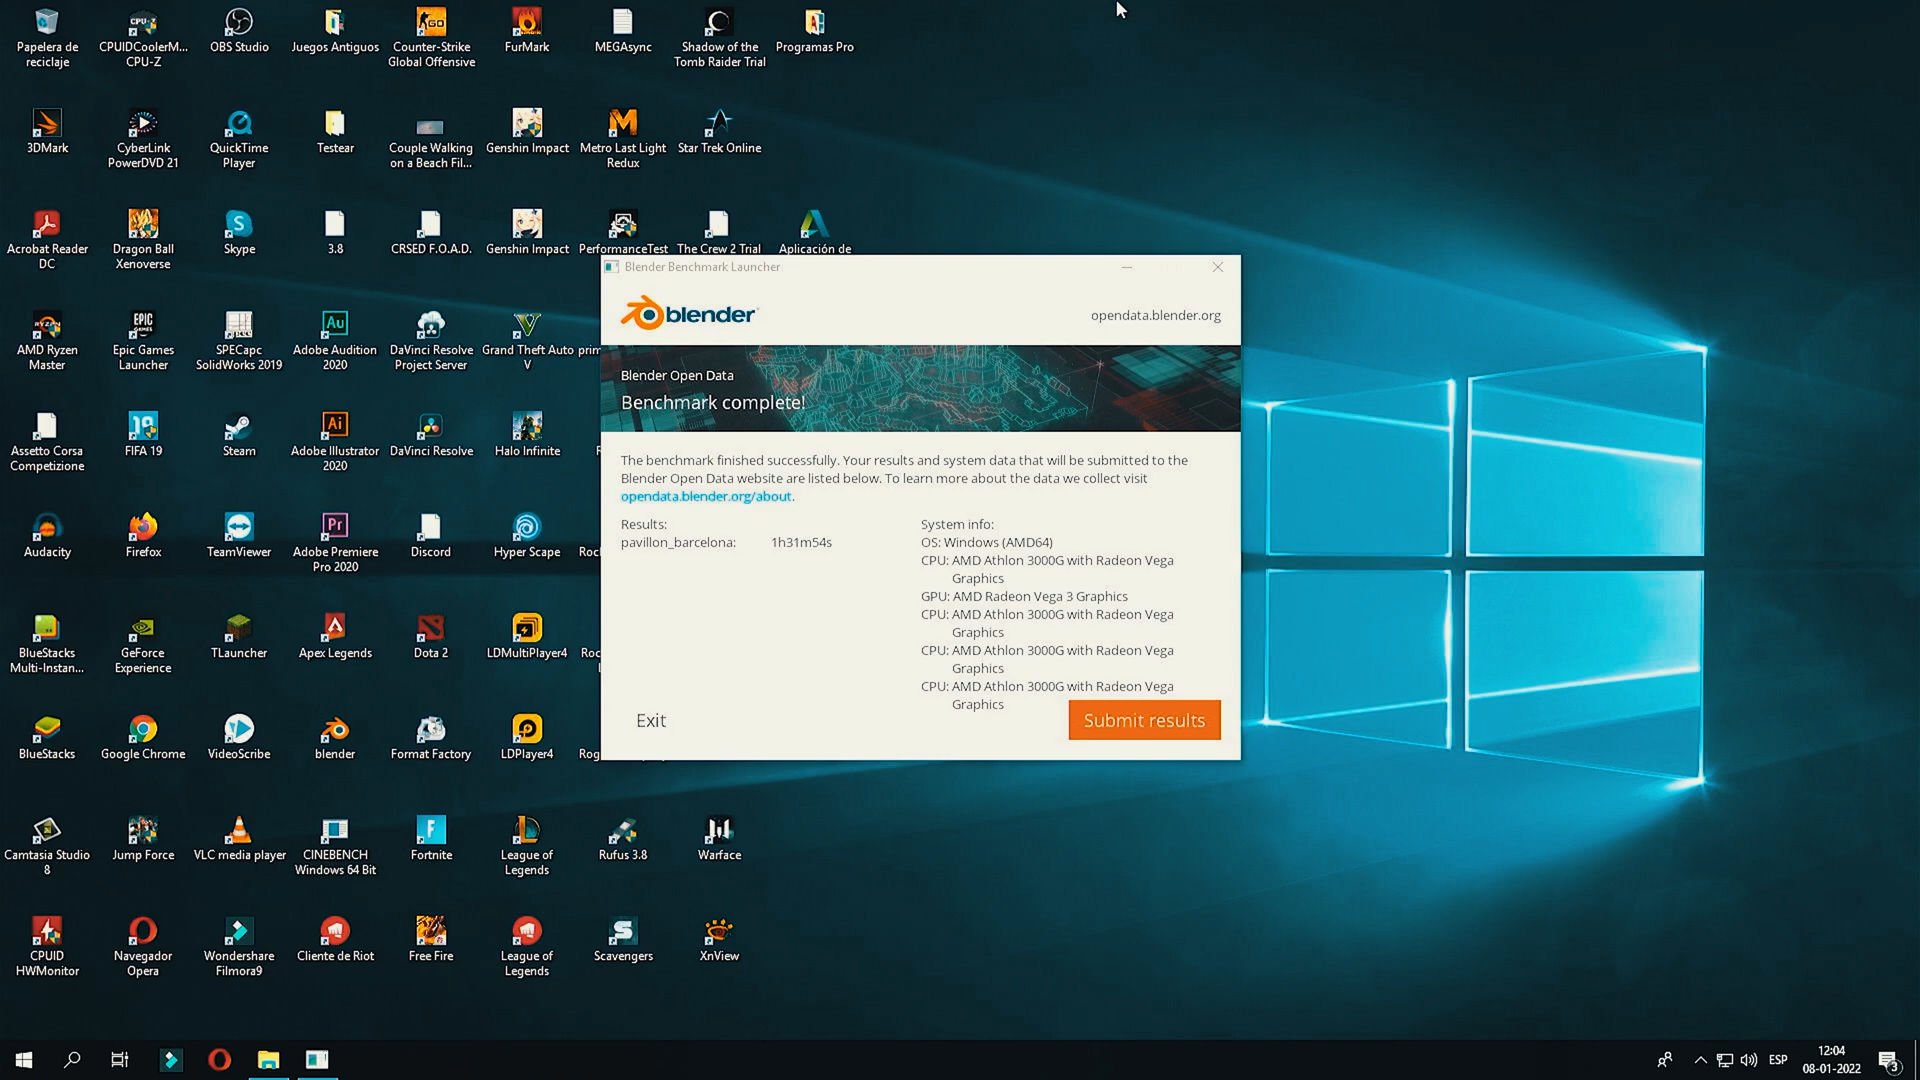 Papelera de
reciclaje
CPUIDCoolerM...
CPU-Z
OBS Studio
Juegos Antiguos
Counter-Strike
Global Offensive
FurMark
MEGAsync
Shadow of the
Tomb Raider Trial
Programas Pro
3DMark
CyberLink
PowerDVD 21
QuickTime
Player
Testear
Couple Walking
on a Beach Fil...
Genshin Impact
Metro Last Light
Redux
Star Trek Online
Acrobat Reader
DC
Dragon Ball
Xenoverse
Skype
3.8
CRSED F.O.A.D.
Genshin Impact
PerformanceTest
The Crew 2 Trial
Aplicación de
AMD Ryzen
Master
Epic Games
Launcher
SPECapc
SolidWorks 2019
Adobe Audition
2020
DaVinci Resolve
Project Server
Grand Theft Auto
V
prim
Assetto Corsa
Competizione
FIFA 19
Steam
Adobe Illustrator
2020
DaVinci Resolve
Halo Infinite
Audacity
Firefox
TeamViewer
Adobe Premiere
Pro 2020
Discord
Hyper Scape
BlueStacks
Multi-Instan...
GeForce
Experience
TLauncher
Apex Legends
Dota 2
LDMultiPlayer4
BlueStacks
Google Chrome
VideoScribe
blender
Format Factory
LDPlayer4
Camtasia Studio
8
Jump Force
VLC media player
CINEBENCH
Windows 64 Bit
Fortnite
League of
Legends
Rufus 3.8
Warface
CPUID
HWMonitor
Navegador
Opera
Wondershare
Filmora9
Cliente de Riot
Free Fire
League of
Legends
Scavengers
XnView
Blender Benchmark Launcher
blender
opendata.blender.org
Blender Open Data
Benchmark complete!
The benchmark finished successfully. Your results and system data that will be submitted to the
Blender Open Data website are listed below. To learn more about the data we collect visit
opendata.blender.org/about.
Results:
pavillon_barcelona: 1h31m54s
System info:
OS: Windows (AMD64)
CPU: AMD Athlon 3000G with Radeon Vega
Graphics
GPU: AMD Radeon Vega 3 Graphics
CPU: AMD Athlon 3000G with Radeon Vega
Graphics
CPU: AMD Athlon 3000G with Radeon Vega
Graphics
CPU: AMD Athlon 3000G with Radeon Vega
Graphics
Exit
Submit results
ESP
12:04
08-01-2022
3